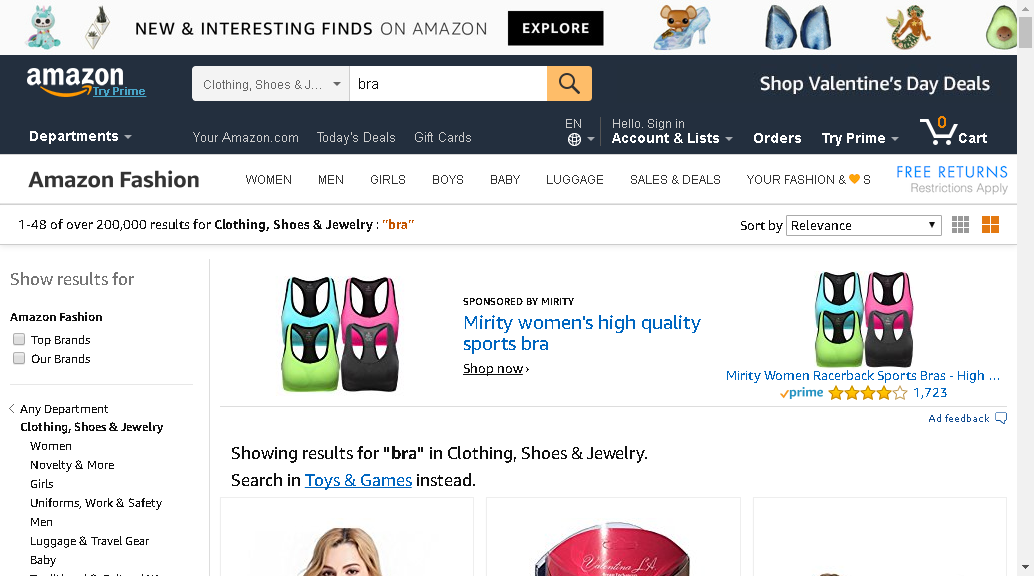 NEW & INTERESTING FINDS ON AMAZON EXPLORE
amazon
Try Prime
Clothing, Shoes & J...
bra
Shop Valentine's Day Deals
Departments
Your Amazon.com
Today's Deals
Gift Cards
EN
Hello. Sign in
Account & Lists
Orders
Try Prime
0
Cart
Amazon Fashion
WOMEN
MEN
GIRLS
BOYS
BABY
LUGGAGE
SALES & DEALS
YOUR FASHION & 🧡 S
FREE RETURNS
Restrictions Apply
1-48 of over 200,000 results for Clothing, Shoes & Jewelry : "bra"
Sort by Relevance
Show results for
Amazon Fashion
Top Brands
Our Brands
Any Department
Clothing, Shoes & Jewelry
Women
Novelty & More
Girls
Uniforms, Work & Safety
Men
Luggage & Travel Gear
Baby
SPONSORED BY MIRITY
Mirity women's high quality
sports bra
Shop now ›
Mirity Women Racerback Sports Bras - High ...
prime 1,723
Ad feedback
Showing results for "bra" in Clothing, Shoes & Jewelry.
Search in Toys & Games instead.
Valentina L.A.